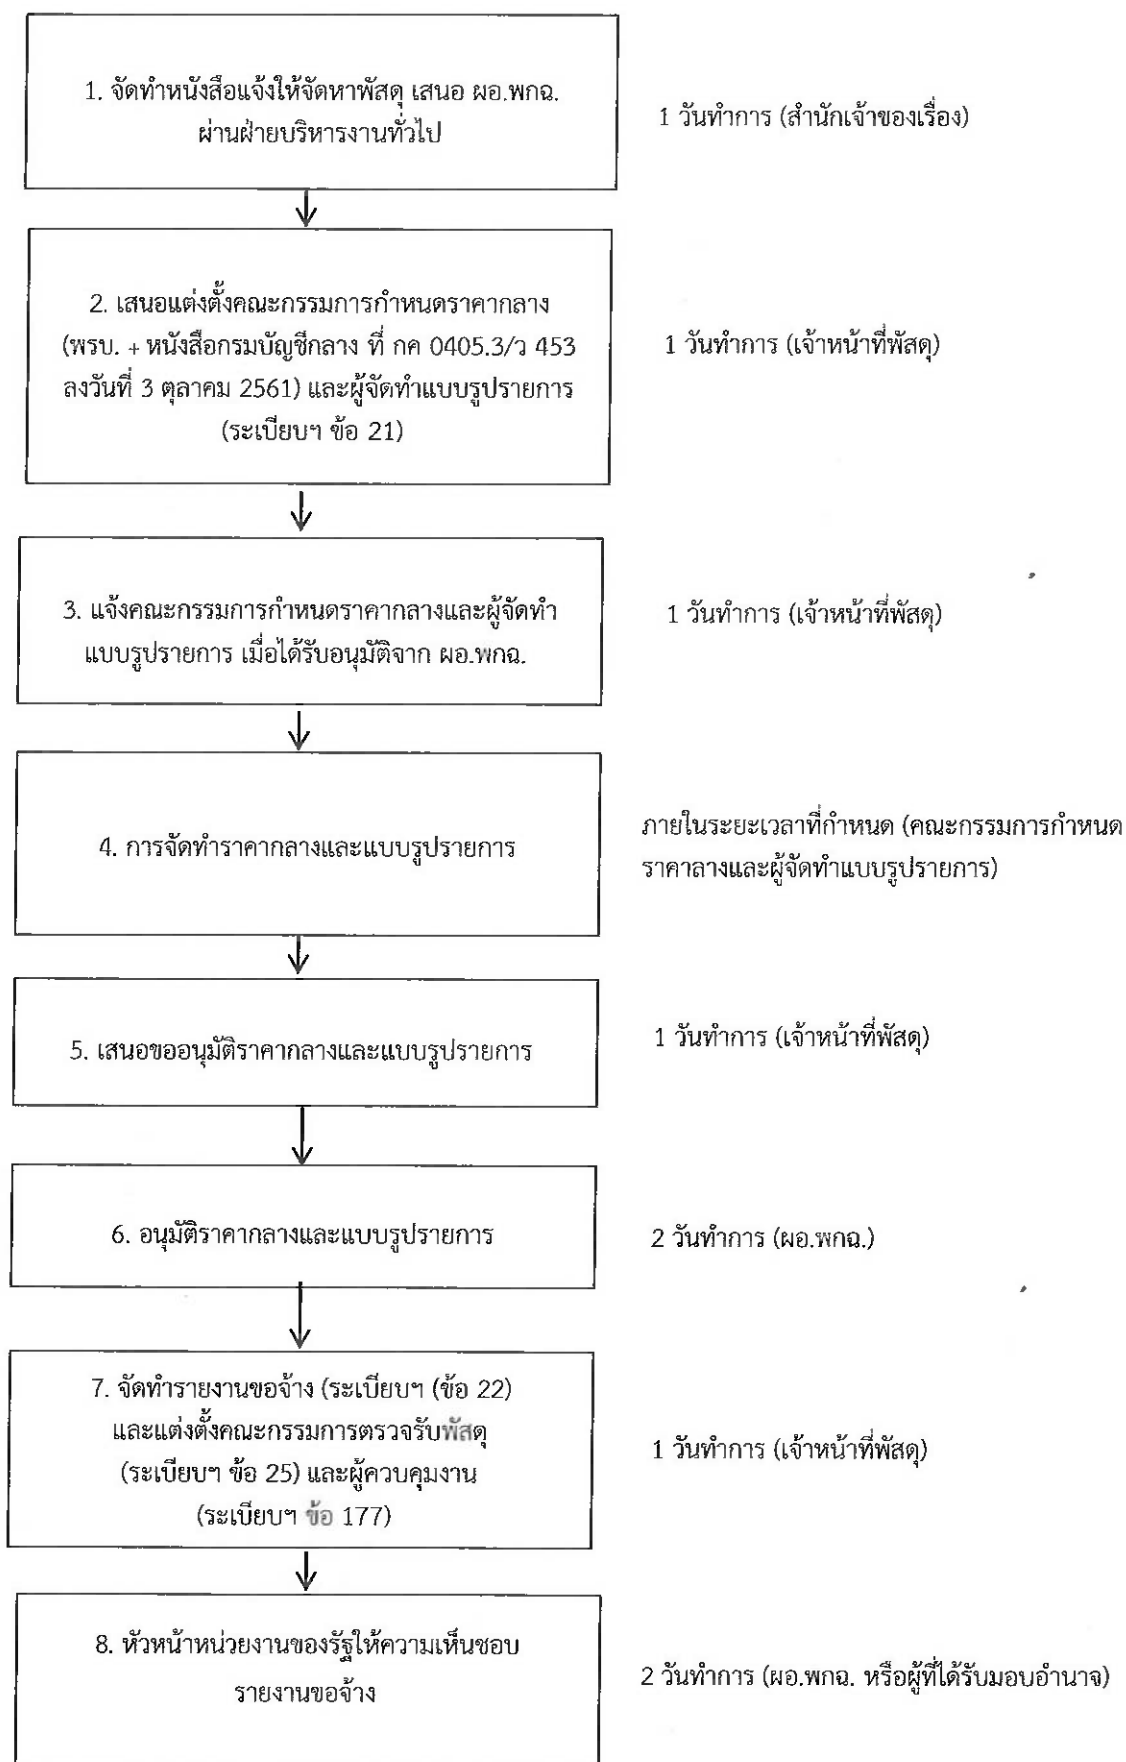 1. จัดทำหนังสือแจ้งให้จัดหาพัสดุ เสนอ ผอ.พกฉ.
ผ่านฝ่ายบริหารงานทั่วไป
1 วันทำการ (สำนักเจ้าของเรื่อง)
2. เสนอแต่งตั้งคณะกรรมการกำหนดราคากลาง
(พรบ. + หนังสือกรมบัญชีกลาง ที่ กค 0405.3/ว 453
ลงวันที่ 3 ตุลาคม 2561) และผู้จัดทำแบบรูปรายการ
(ระเบียบฯ ข้อ 21)
1 วันทำการ (เจ้าหน้าที่พัสดุ)
3. แจ้งคณะกรรมการกำหนดราคากลางและผู้จัดทำ
แบบรูปรายการ เมื่อได้รับอนุมัติจาก ผอ.พกฉ.
1 วันทำการ (เจ้าหน้าที่พัสดุ)
4. การจัดทำราคากลางและแบบรูปรายการ
ภายในระยะเวลาที่กำหนด (คณะกรรมการกำหนด
ราคาลางและผู้จัดทำแบบรูปรายการ)
5. เสนอขออนุมัติราคากลางและแบบรูปรายการ
1 วันทำการ (เจ้าหน้าที่พัสดุ)
6. อนุมัติราคากลางและแบบรูปรายการ
2 วันทำการ (ผอ.พกฉ.)
7. จัดทำรายงานขอจ้าง (ระเบียบฯ (ข้อ 22)
และแต่งตั้งคณะกรรมการตรวจรับพัสดุ
(ระเบียบฯ ข้อ 25) และผู้ควบคุมงาน
(ระเบียบฯ ข้อ 177)
1 วันทำการ (เจ้าหน้าที่พัสดุ)
8. หัวหน้าหน่วยงานของรัฐให้ความเห็นชอบ
รายงานขอจ้าง
2 วันทำการ (ผอ.พกฉ. หรือผู้ที่ได้รับมอบอำนาจ)